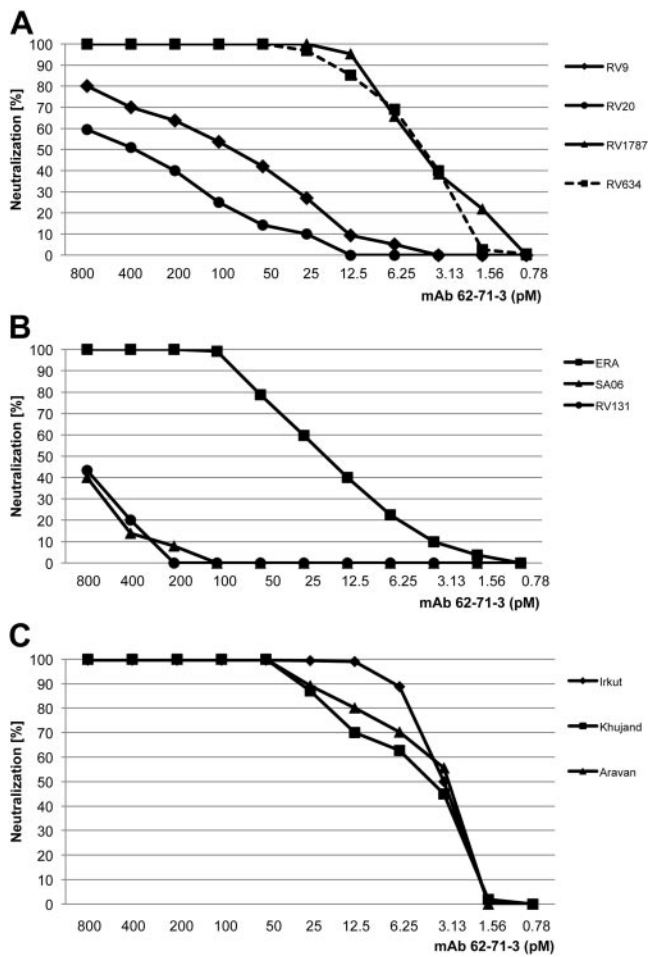 A
Neutralization [%]
100
90
80
70
60
50
40
30
20
10
0
800 400 200 100 50 25 12.5 6.25 3.13 1.56 0.78
mAb 62-71-3 (pM)
RV9
RV20
RV1787
RV634
B
Neutralization [%]
100
90
80
70
60
50
40
30
20
10
0
800 400 200 100 50 25 12.5 6.25 3.13 1.56 0.78
mAb 62-71-3 (pM)
ERA
SA06
RV131
C
Neutralization [%]
100
90
80
70
60
50
40
30
20
10
0
800 400 200 100 50 25 12.5 6.25 3.13 1.56 0.78
mAb 62-71-3 (pM)
Irkut
Khujand
Aravan